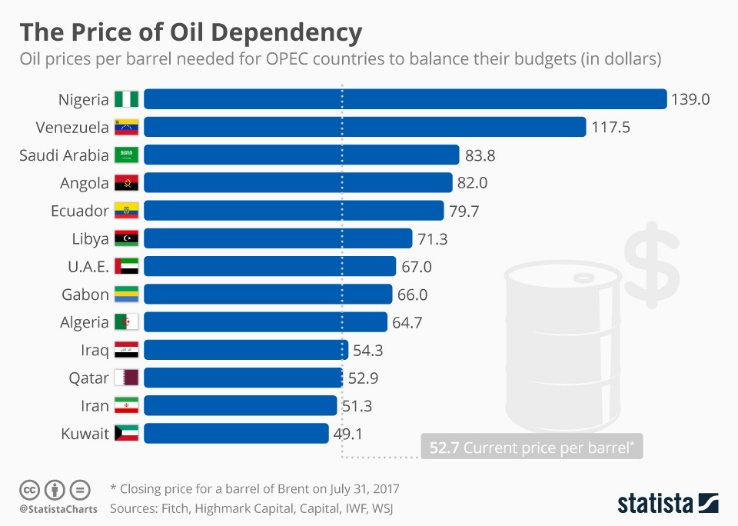 The Price of Oil Dependency
Oil prices per barrel needed for OPEC countries to balance their budgets (in dollars)
Nigeria 139.0
Venezuela 117.5
Saudi Arabia 83.8
Angola 82.0
Ecuador 79.7
Libya 71.3
U.A.E. 67.0
Gabon 66.0
Algeria 64.7
Iraq 54.3
Qatar 52.9
Iran 51.3
Kuwait 49.1
$
52.7 Current price per barrel*
cc
* Closing price for a barrel of Brent on July 31, 2017
@StatistaCharts Sources: Fitch, Highmark Capital, Capital, IWF, WSJ
statista